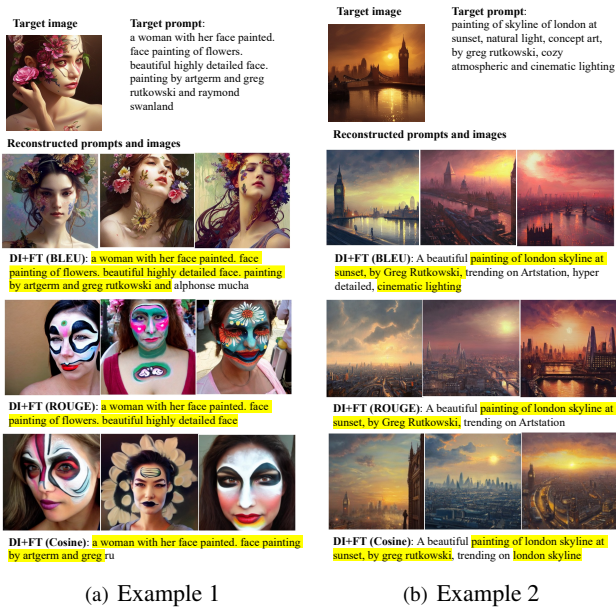 Target image
Target prompt:
a woman with her face painted.
face painting of flowers.
beautiful highly detailed face.
painting by artgerm and greg
rutkowski and raymond
swanland
Reconstructed prompts and images
DI+FT (BLEU): a woman with her face painted. face
painting of flowers. beautiful highly detailed face. painting
by artgerm and greg rutkowski and alphonse mucha
DI+FT (ROUGE): a woman with her face painted. face
painting of flowers. beautiful highly detailed face
DI+FT (Cosine): a woman with her face painted. face painting
by artgerm and greg ru
(a) Example 1
Target image
Target prompt:
painting of skyline of london at
sunset, natural light, concept art,
by greg rutkowski, cozy
atmospheric and cinematic lighting
Reconstructed prompts and images
DI+FT (BLEU): A beautiful painting of london skyline at
sunset, by Greg Rutkowski, trending on Artstation, hyper
detailed, cinematic lighting
DI+FT (ROUGE): A beautiful painting of london skyline at
sunset, by Greg Rutkowski, trending on Artstation
DI+FT (Cosine): A beautiful painting of london skyline at
sunset, by greg rutkowski, trending on london skyline
(b) Example 2